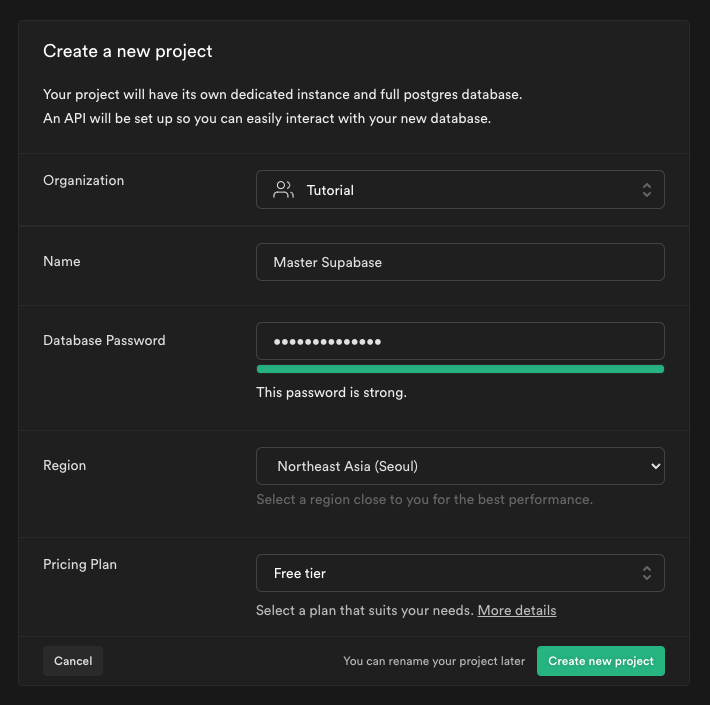 Create a new project
Your project will have its own dedicated instance and full postgres database.
An API will be set up so you can easily interact with your new database.
Organization
Tutorial
Name
Master Supabase
Database Password
••••••••••••••
This password is strong.
Region
Northeast Asia (Seoul)
Select a region close to you for the best performance.
Pricing Plan
Free tier
Select a plan that suits your needs. More details
Cancel
You can rename your project later
Create new project